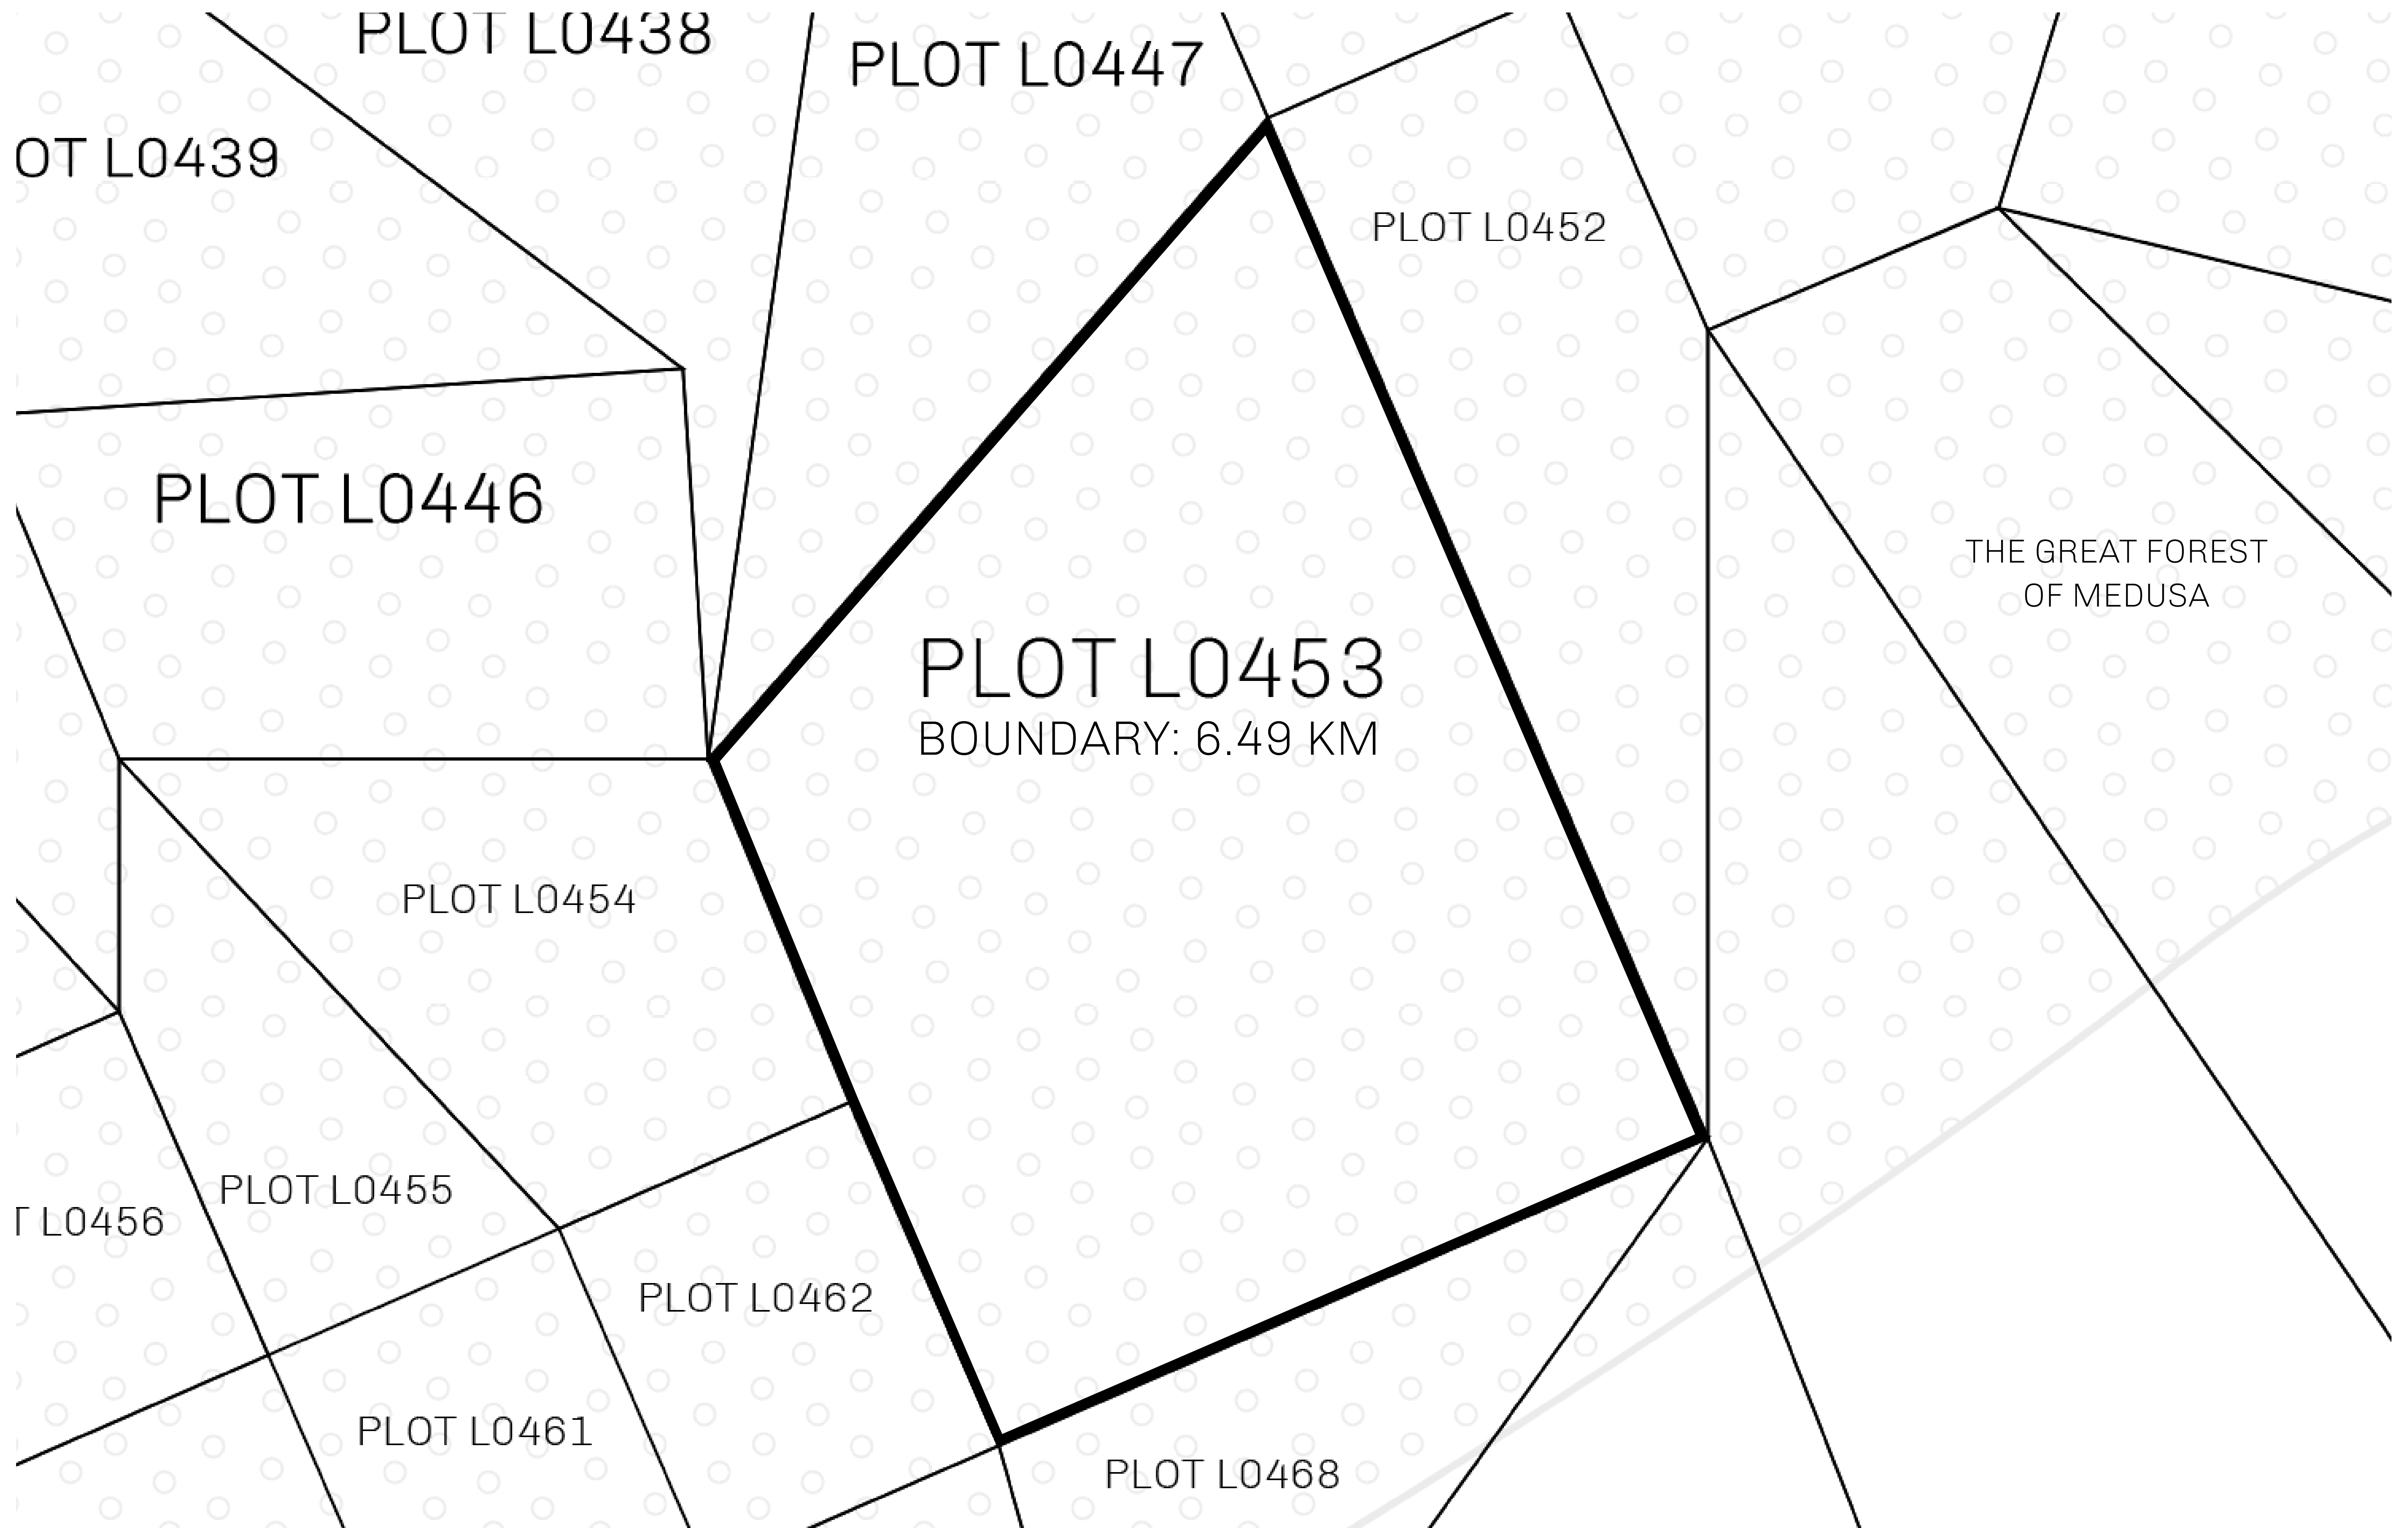 PLOT L0438
PLOT L0447
OT L0439
PLOT L0452
PLOT L0446
THE GREAT FOREST
OF MEDUSA
PLOT L0453
BOUNDARY: 6.49 KM
PLOT L0454
PLOT L0455
T L0456
PLOT L0462
PLOT L0461
PLOT L0468